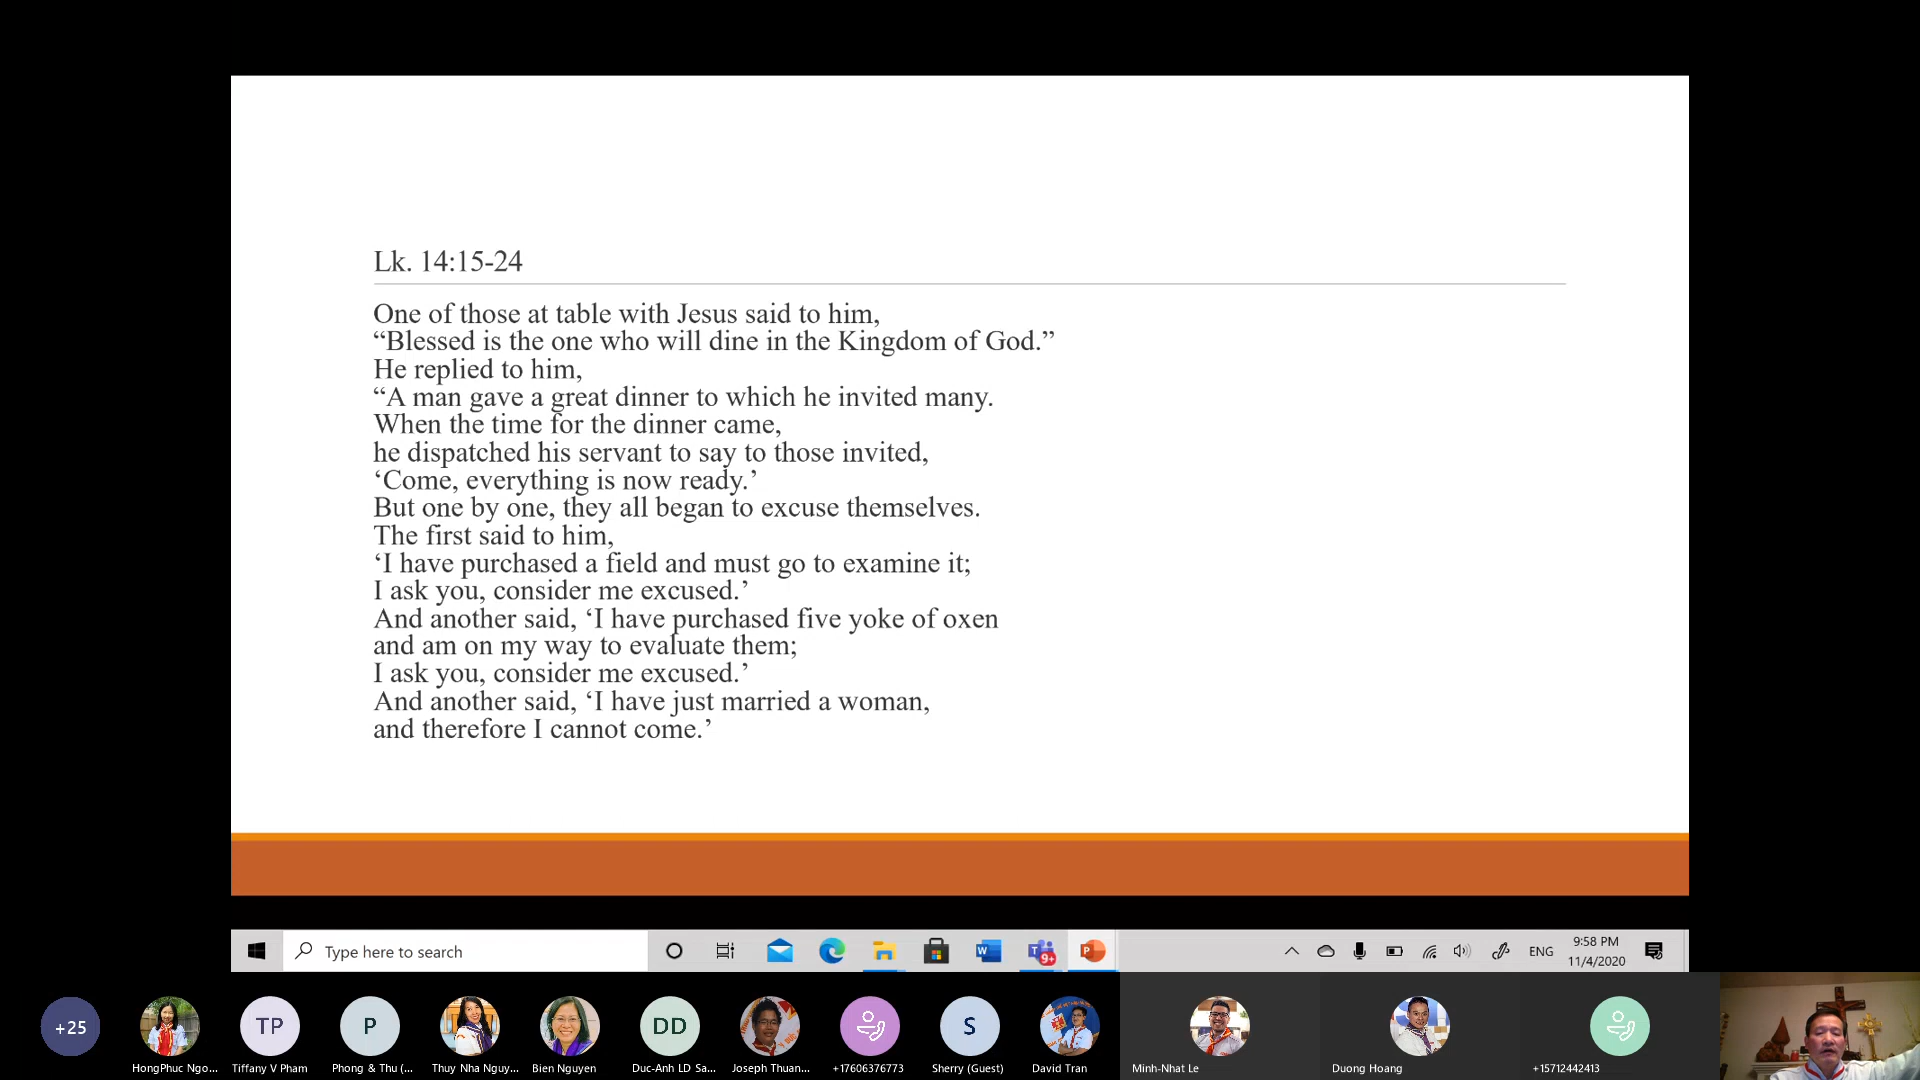 Lk. 14:15-24
One of those at table with Jesus said to him,
“Blessed is the one who will dine in the Kingdom of God.”
He replied to him,
“A man gave a great dinner to which he invited many.
When the time for the dinner came,
he dispatched his servant to say to those invited,
‘Come, everything is now ready.’
But one by one, they all began to excuse themselves.
The first said to him,
‘I have purchased a field and must go to examine it;
I ask you, consider me excused.’
And another said, ‘I have purchased five yoke of oxen
and am on my way to evaluate them;
I ask you, consider me excused.’
And another said, ‘I have just married a woman,
and therefore I cannot come.’
Type here to search
9+
ENG
9:58 PM
11/4/2020
+25
TP
P
DD
S
HongPhuc Ngo...
Tiffany V Pham
Phong & Thu (...
Thuy Nha Nguy...
Bien Nguyen
Duc-Anh LD Sa...
Joseph Thuan...
+17606376773
Sherry (Guest)
David Tran
Minh-Nhat Le
Duong Hoang
+15712442413